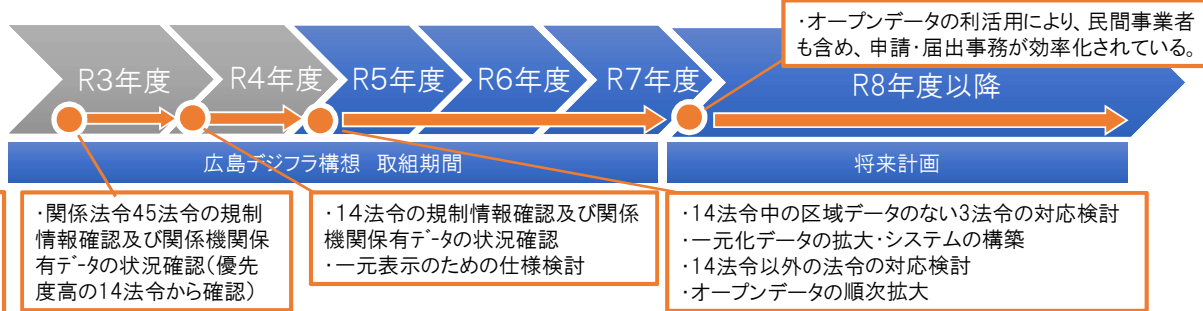 ・オープンデータの利活用により、民間事業者
も含め、申請・届出事務が効率化されている。
R3年度
R4年度
R5年度
R6年度
R7年度
R8年度以降
広島デジフラ構想 取組期間
将来計画
・関係法令45法令の規制
情報確認及び関係機関保
有ﾃﾞｰﾀの状況確認(優先
度高の14法令から確認)
・14法令の規制情報確認及び関係
機関保有ﾃﾞｰﾀの状況確認
・一元表示のための仕様検討
・14法令中の区域データのない3法令の対応検討
・一元化データの拡大・システムの構築
・14法令以外の法令の対応検討
・オープンデータの順次拡大